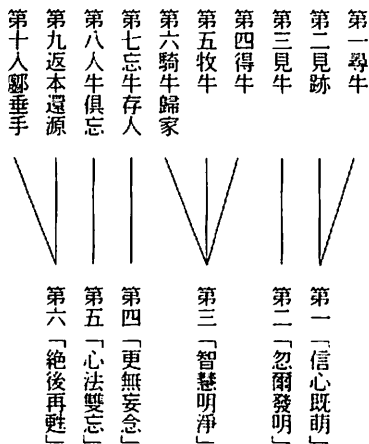 第一尋牛
第二見跡
第三見牛
第四得牛
第五牧牛
第六騎牛歸家
第七忘牛存人
第八人牛俱忘
第九返本還源
第十入鄽垂手
第一「信心既萌」
第二「忽爾發明」
第三「智慧明淨」
第四「更無妄念」
第五「心法雙忘」
第六「絕後再甦」